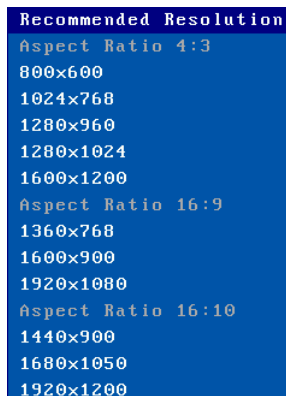 Recommended Resolution
Aspect Ratio 4:3
800x600
1024x768
1280x960
1280x1024
1600x1200
Aspect Ratio 16:9
1360x768
1600x900
1920x1080
Aspect Ratio 16:10
1440x900
1680x1050
1920x1200